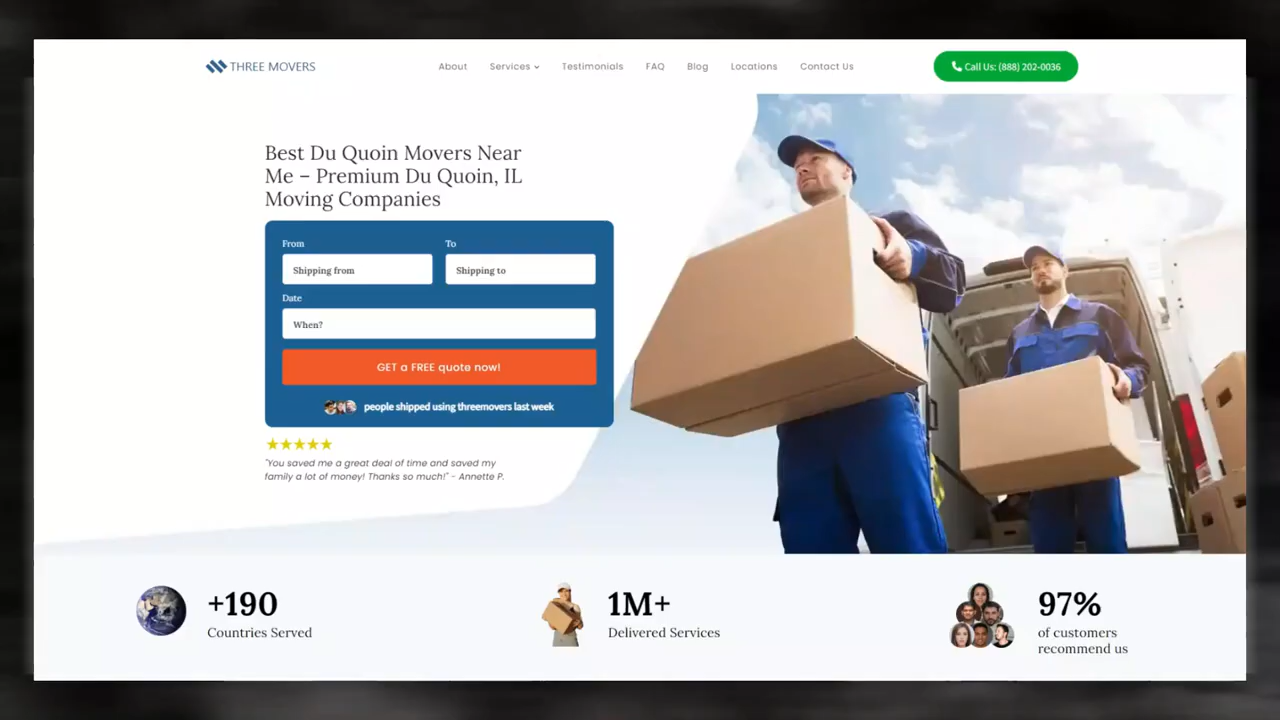 THREE MOVERS
About Services Testimonials FAQ Blog Locations Contact Us
Call Us: (888) 202-0036
Best Du Quoin Movers Near
Me – Premium Du Quoin, IL
Moving Companies
From To
Shipping from Shipping to
Date
When?
GET a FREE quote now!
people shipped using threemovers last week
"You saved me a great deal of time and saved my
family a lot of money! Thanks so much!" - Annette P.
+190
Countries Served
1M+
Delivered Services
97%
of customers
recommend us